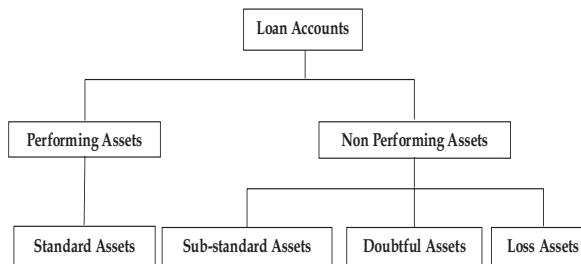 Loan Accounts
Performing Assets
Non Performing Assets
Standard Assets
Sub-standard Assets
Doubtful Assets
Loss Assets